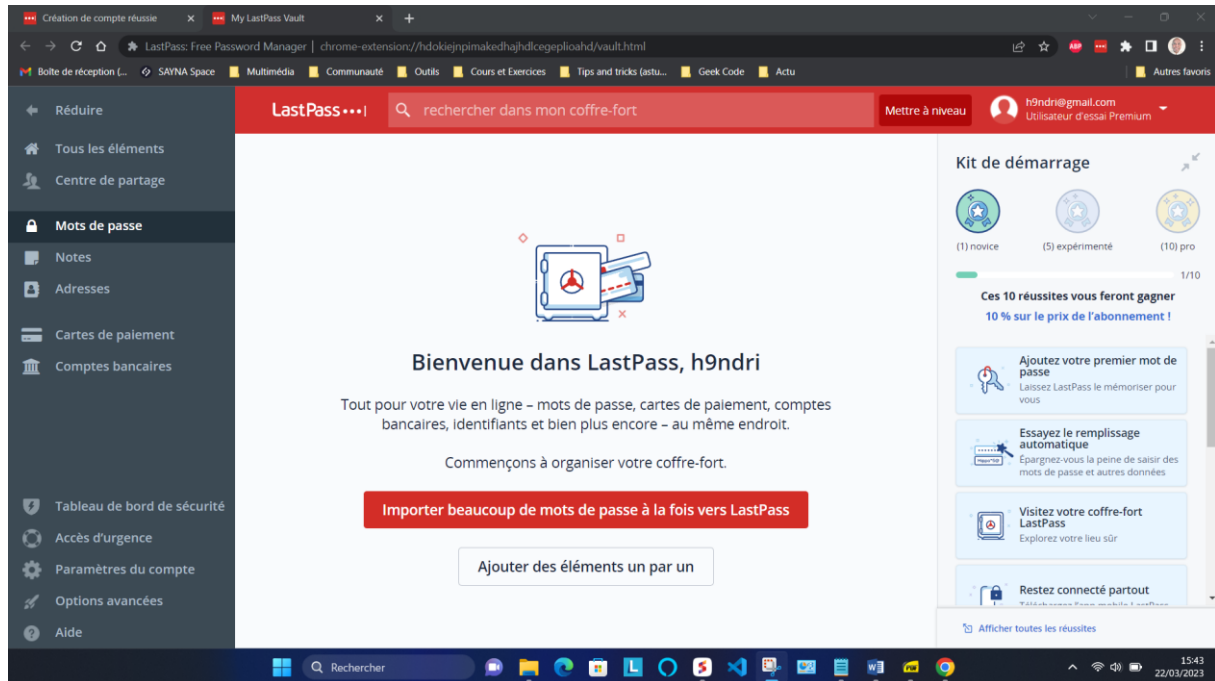 Création de compte réussie
My LastPass Vault
LastPass: Free Password Manager | chrome-extension://hdokiejnpimakedhajhdlcegeplioahd/vault.html
ABP
Boîte de réception (...
SAYNA Space
Multimédia
Communauté
Outils
Cours et Exercices
Tips and tricks (astu...
Geek Code
Actu
Autres favoris
Réduire
LastPass
rechercher dans mon coffre-fort
Mettre à niveau
h9ndri@gmail.com
Utilisateur d'essai Premium
Tous les éléments
Centre de partage
Mots de passe
Notes
Adresses
Cartes de paiement
Comptes bancaires
Tableau de bord de sécurité
Accès d'urgence
Paramètres du compte
Options avancées
Aide
Bienvenue dans LastPass, h9ndri
Tout pour votre vie en ligne – mots de passe, cartes de paiement, comptes
bancaires, identifiants et bien plus encore – au même endroit.
Commençons à organiser votre coffre-fort.
Importer beaucoup de mots de passe à la fois vers LastPass
Ajouter des éléments un par un
Kit de démarrage
(1) novice
(5) expérimenté
(10) pro
1/10
Ces 10 réussites vous feront gagner
10 % sur le prix de l'abonnement !
Ajoutez votre premier mot de
passe
Laissez LastPass le mémoriser pour
vous
Essayez le remplissage
automatique
Épargnez-vous la peine de saisir des
mots de passe et autres données
Visitez votre coffre-fort
LastPass
Explorez votre lieu sûr
Restez connecté partout
Afficher toutes les réussites
Rechercher
15:43
22/03/2023